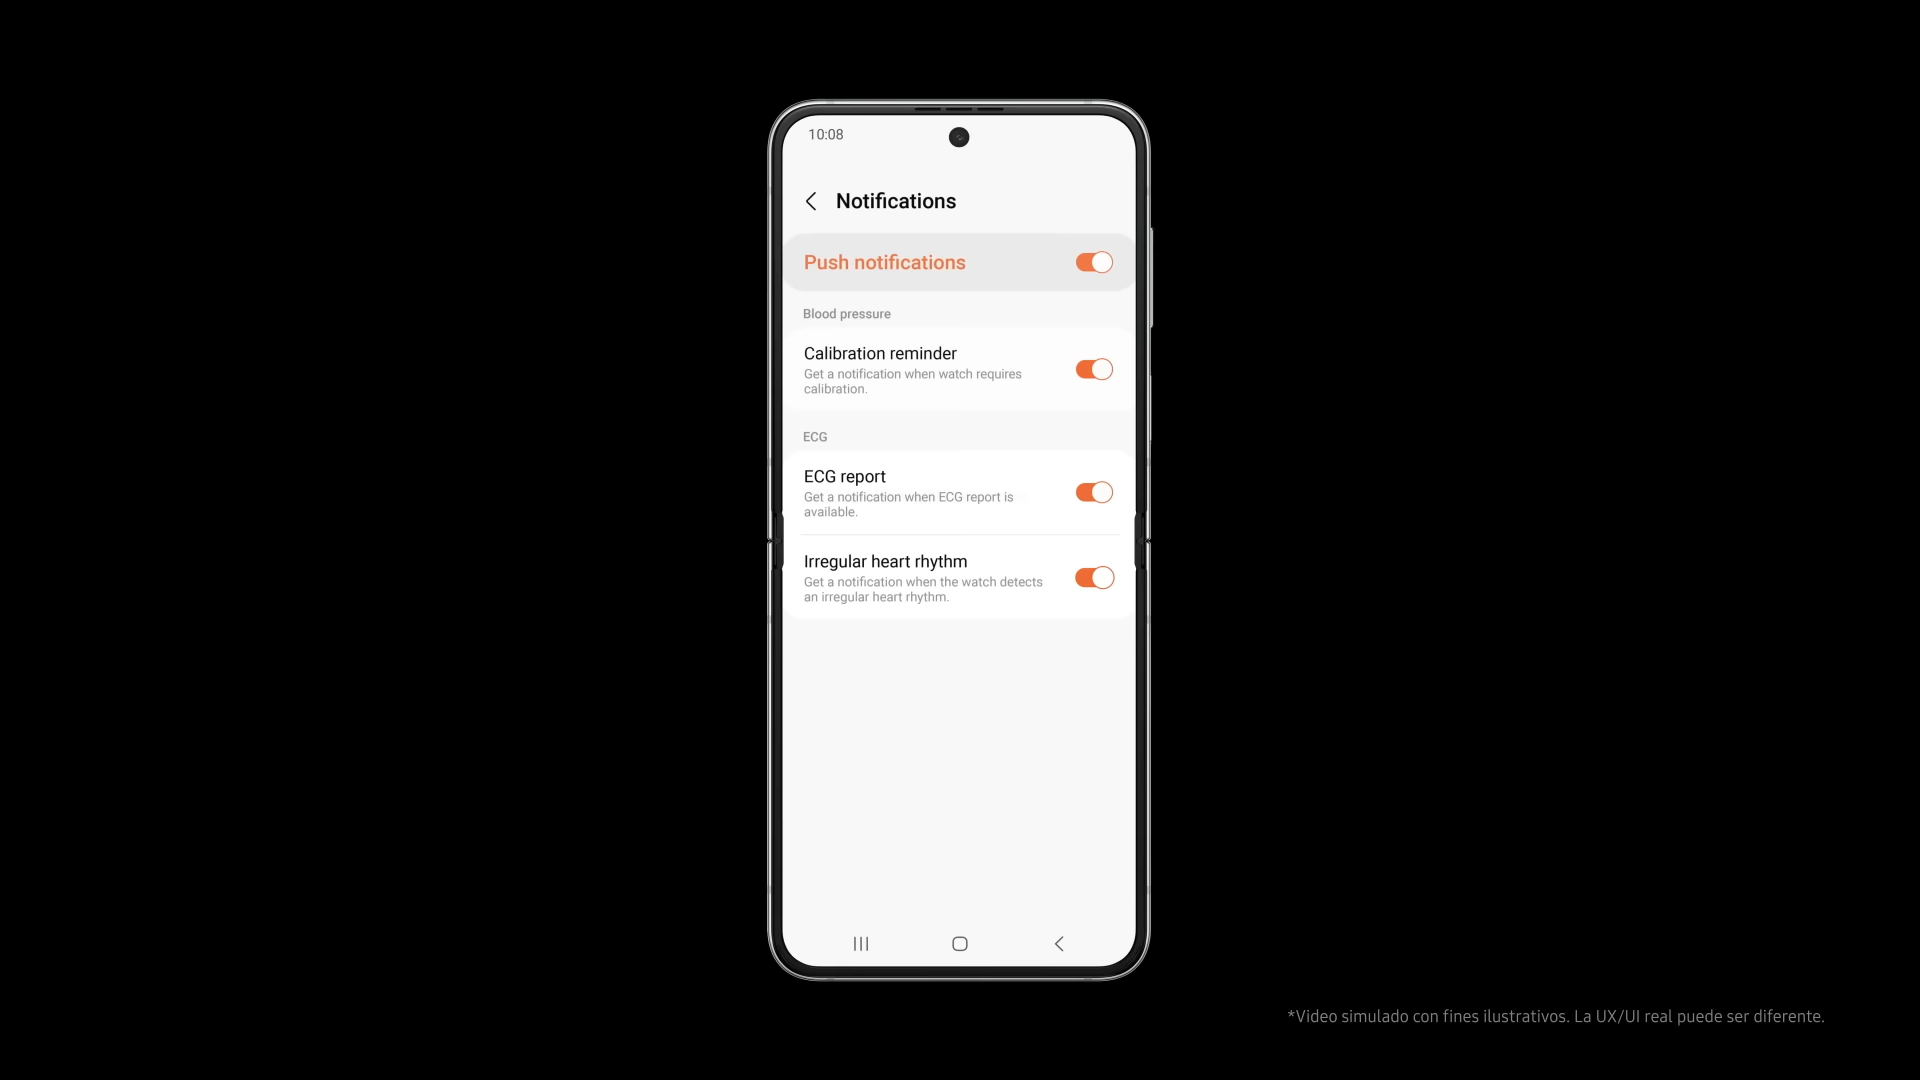 10:08
Notifications
Push notifications
Blood pressure
Calibration reminder
Get a notification when watch requires
calibration.
ECG
ECG report
Get a notification when ECG report is
available.
Irregular heart rhythm
Get a notification when the watch detects
an irregular heart rhythm.
*Video simulado con fines ilustrativos. La UX/UI real puede ser diferente.